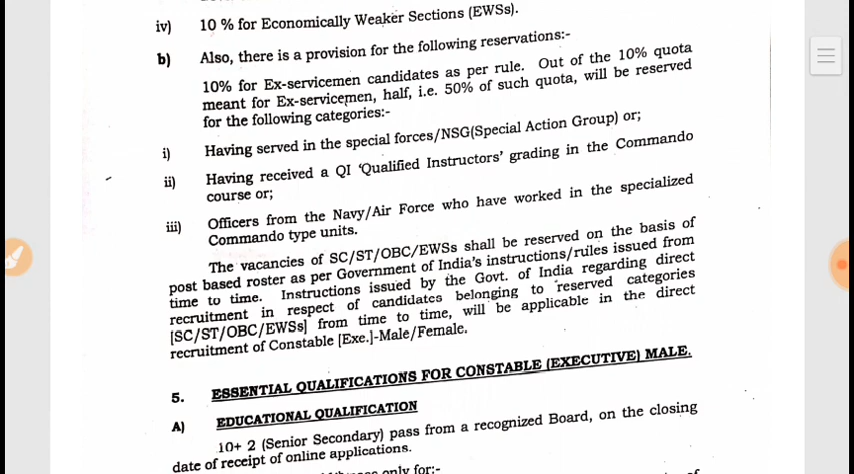 iv) 10 % for Economically Weaker Sections (EWSs).
b) Also, there is a provision for the following reservations:-
10% for Ex-servicemen candidates as per rule. Out of the 10% quota
meant for Ex-servicemen, half, i.e. 50% of such quota, will be reserved
for the following categories:-
i) Having served in the special forces/NSG(Special Action Group) or;
ii) Having received a QI 'Qualified Instructors' grading in the Commando
course or;
iii) Officers from the Navy/Air Force who have worked in the specialized
Commando type units.
The vacancies of SC/ST/OBC/EWSs shall be reserved on the basis of
post based roster as per Government of India's instructions/rules issued from
time to time. Instructions issued by the Govt. of India regarding direct
recruitment in respect of candidates belonging to reserved categories
[SC/ST/OBC/EWSs] from time to time, will be applicable in the direct
recruitment of Constable [Exe.]-Male/Female.
5. ESSENTIAL QUALIFICATIONS FOR CONSTABLE (EXECUTIVE) MALE.
A) EDUCATIONAL QUALIFICATION
10+ 2 (Senior Secondary) pass from a recognized Board, on the closing
date of receipt of online applications.
only for:-